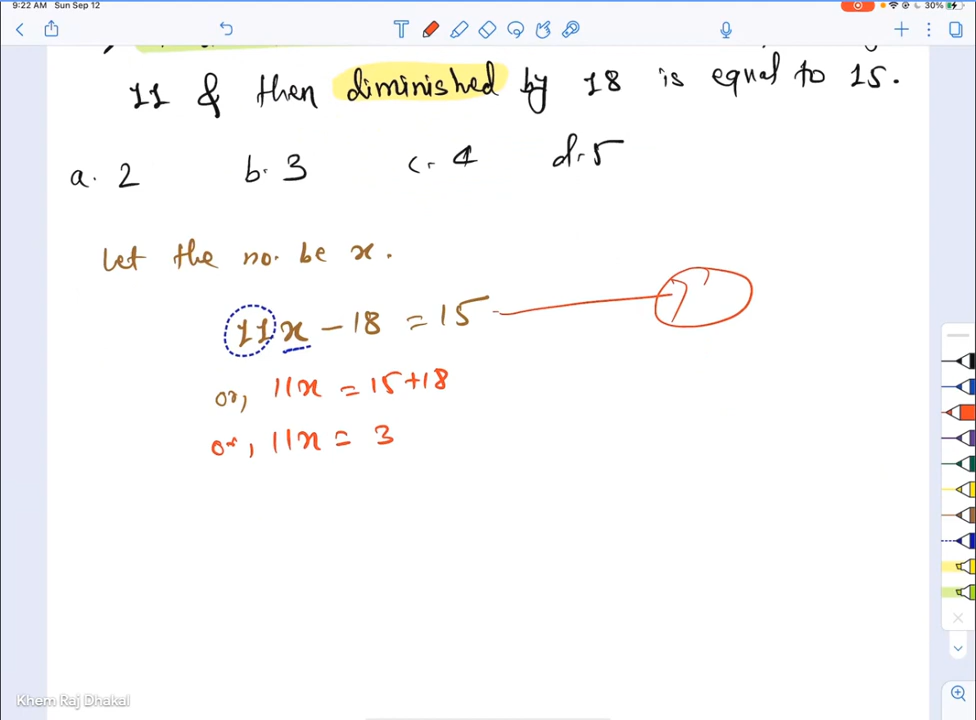 9:22 AM Sun Sep 12 30%
11 & then diminished by 18 is equal to 15.
a. 2 b. 3 c. 4 d. 5
Let the no. be x.
11x - 18 = 15
or, 11x = 15+18
or, 11x = 3
Khem Raj Dhakal